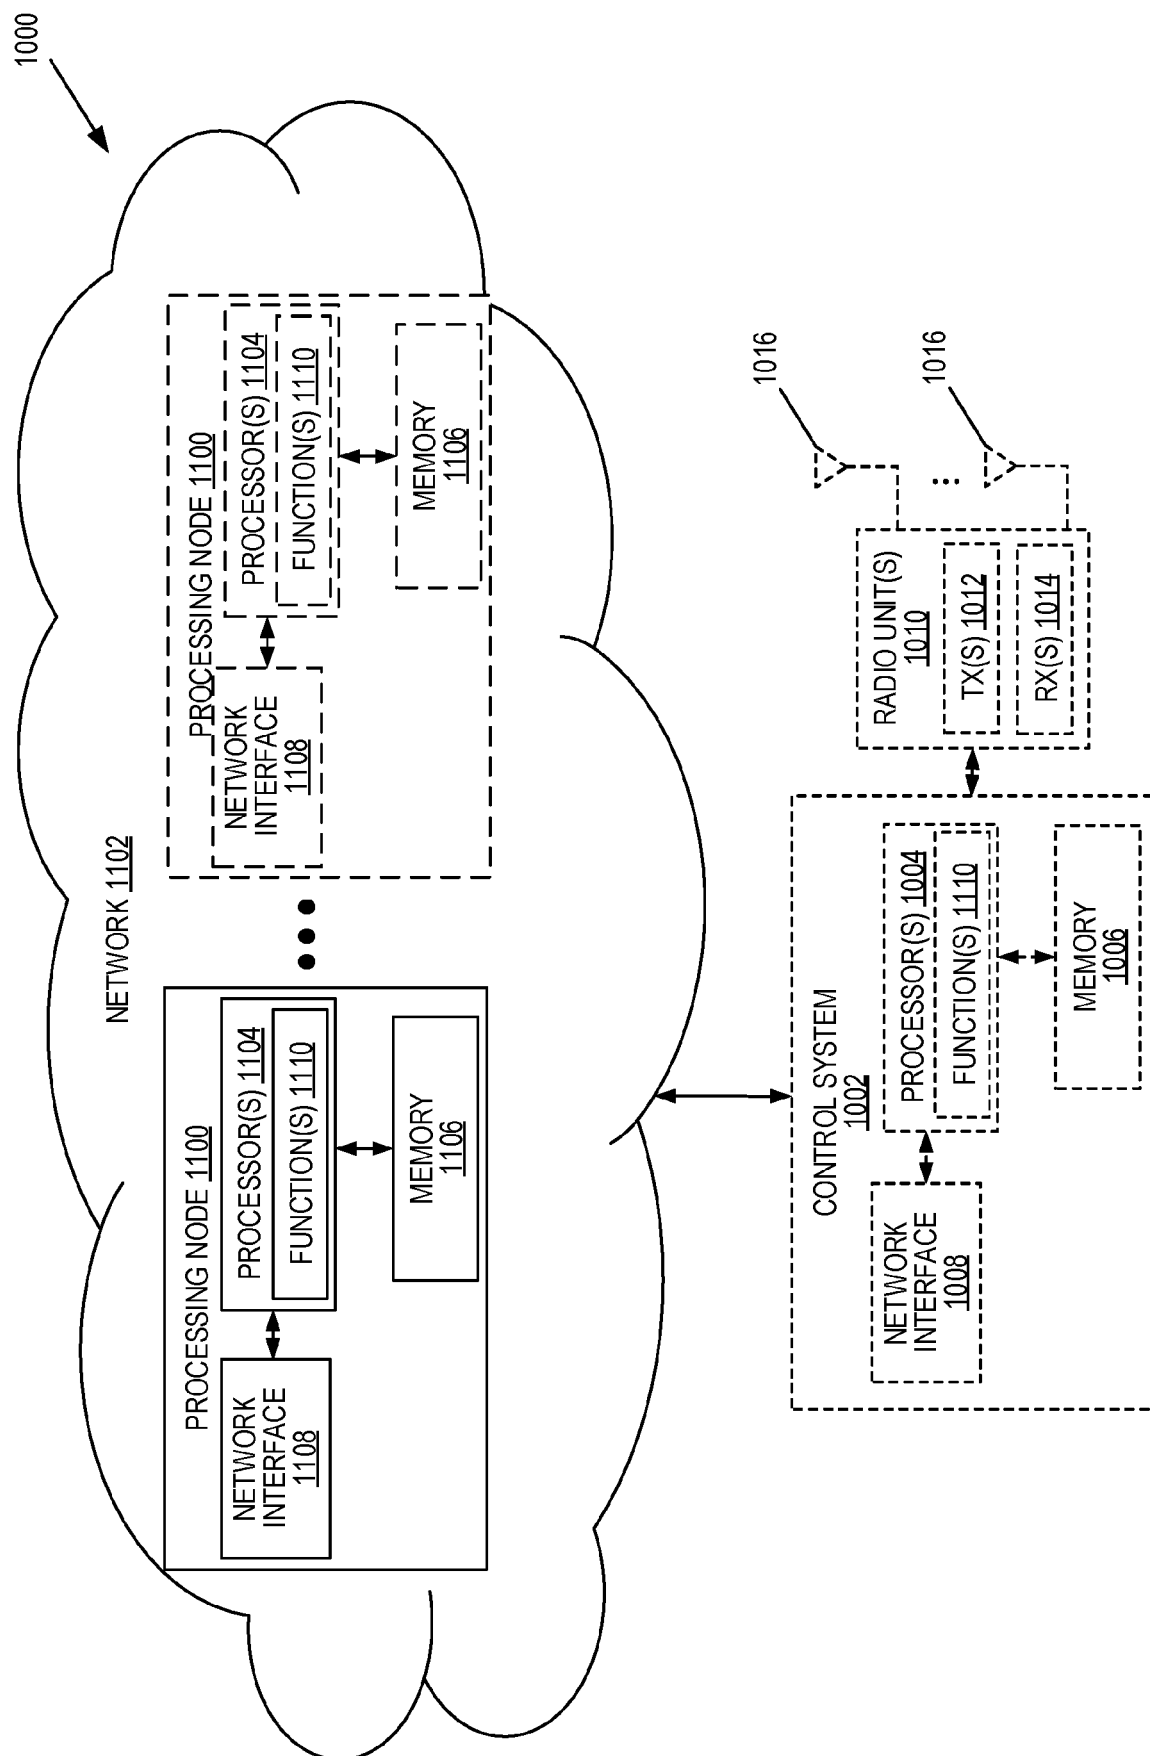 1000
NETWORK 1102
PROCESSING NODE 1100
NETWORK
INTERFACE
1108
PROCESSOR(S) 1104
FUNCTION(S) 1110
MEMORY
1106
PROCESSING NODE 1100
NETWORK
INTERFACE
1108
PROCESSOR(S) 1104
FUNCTION(S) 1110
MEMORY
1106
CONTROL SYSTEM
1002
NETWORK
INTERFACE
1008
PROCESSOR(S) 1004
FUNCTION(S) 1110
MEMORY
1006
RADIO UNIT(S)
1010
TX(S) 1012
RX(S) 1014
1016
1016